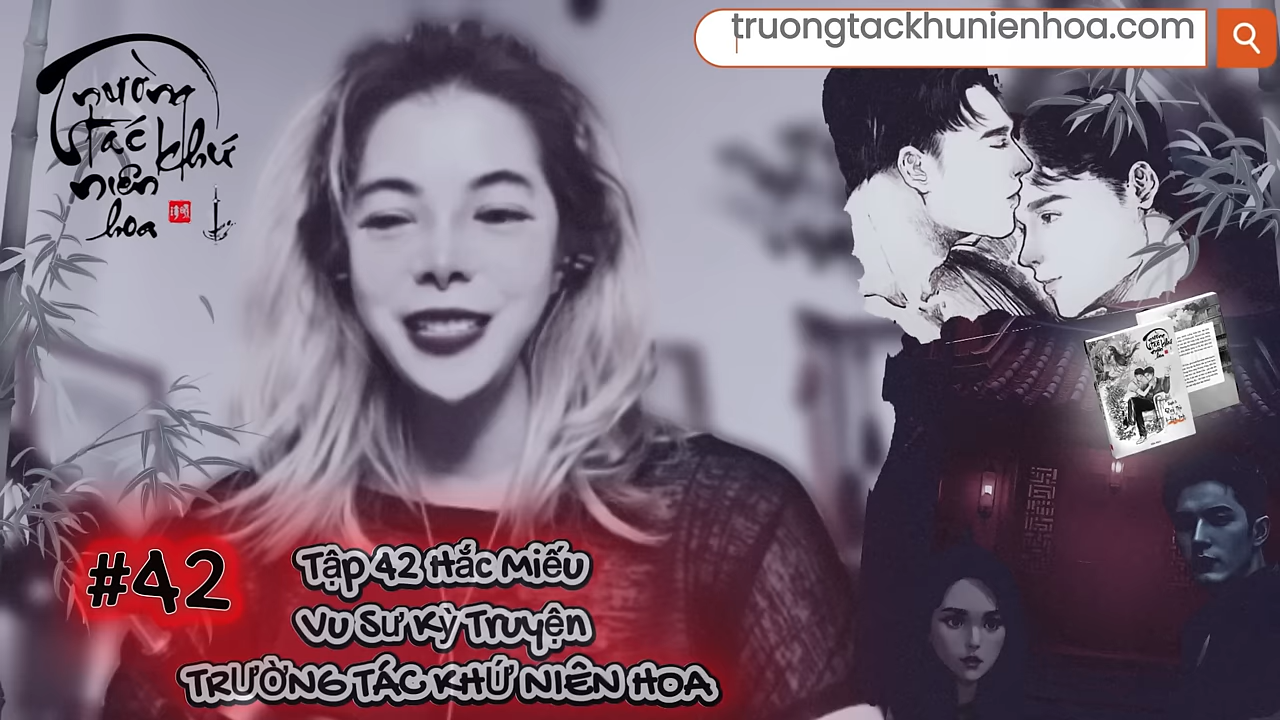 truongtackhunienhoa.com
Trường
tác khứ
niên
hoa
#42
Tập 42 Hắc Miếu
Vu Sư Kỳ Truyện
TRƯỜNG TÁC KHỨ NIÊN HOA